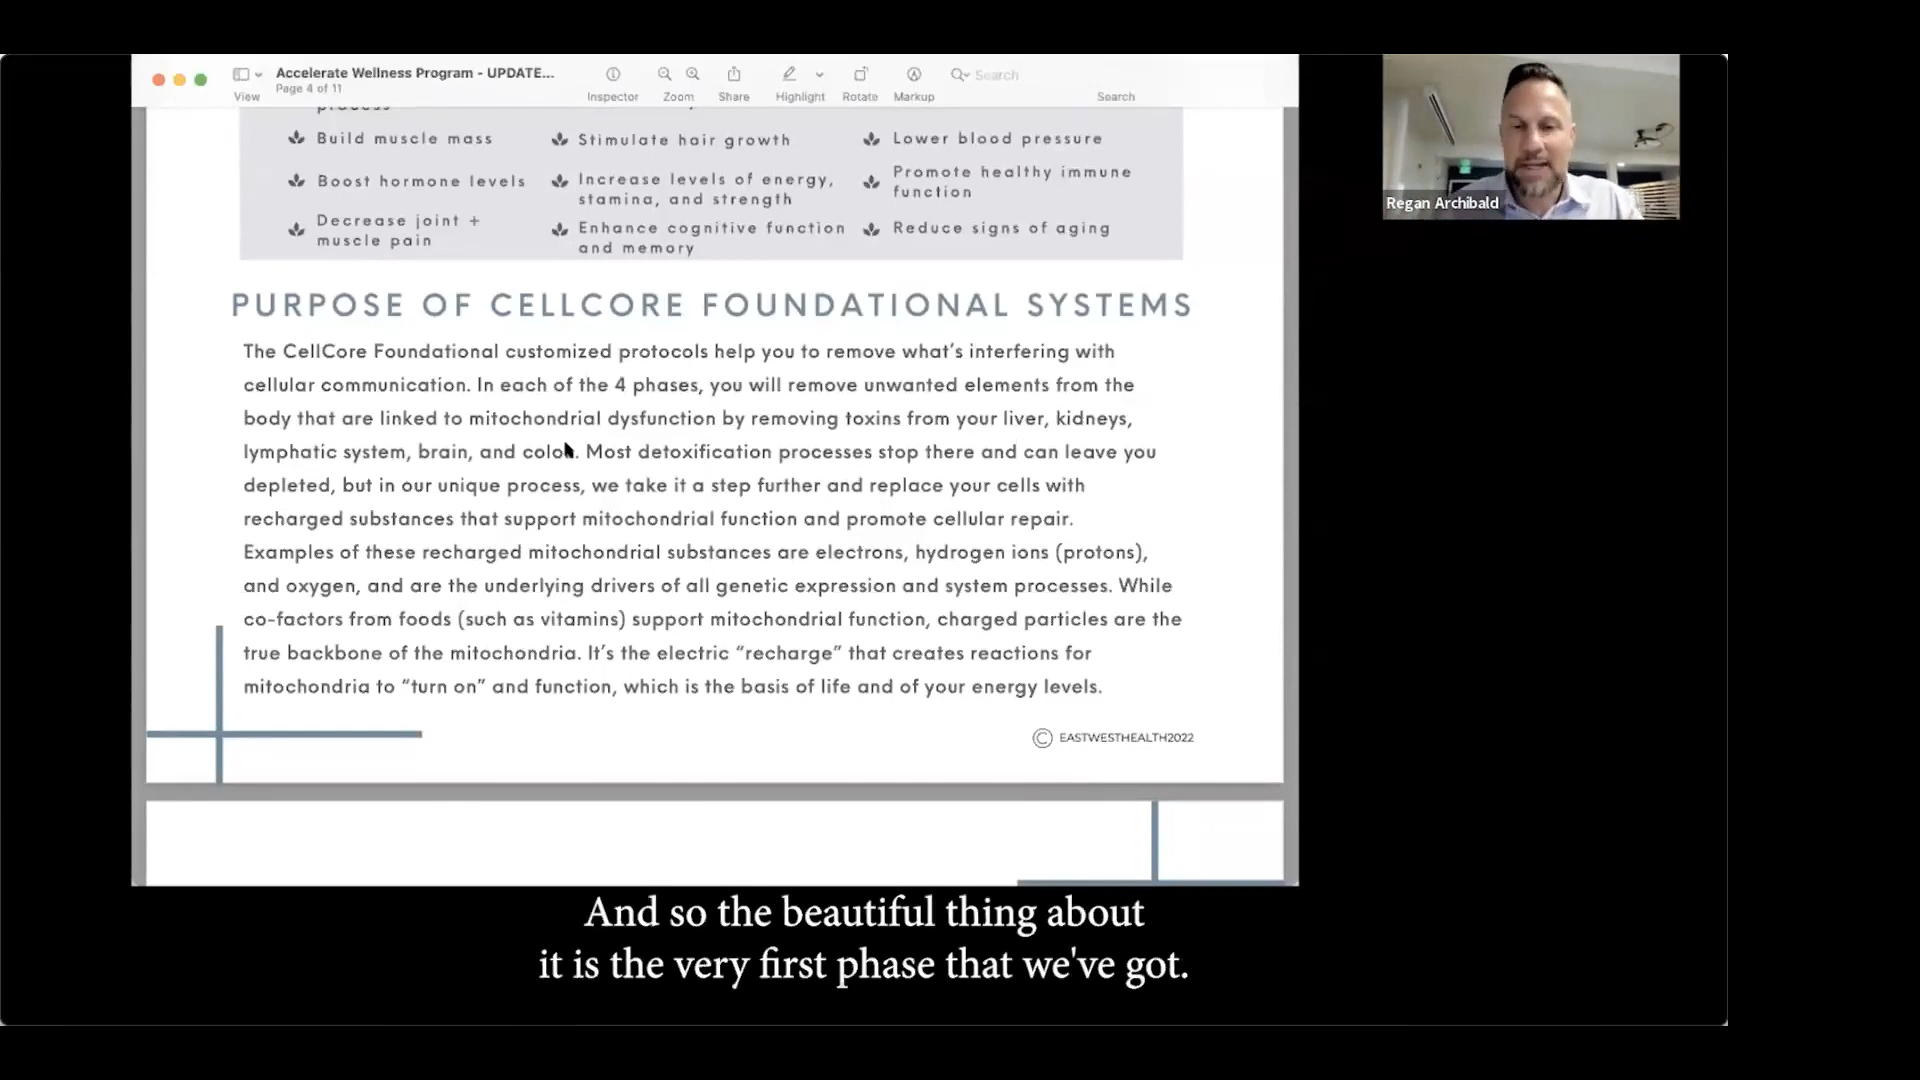 Accelerate Wellness Program - UPDATE...
Page 4 of 11
View
Inspector
Zoom
Share
Highlight
Rotate
Markup
Search
Search
process
Build muscle mass
Boost hormone levels
Decrease joint +
muscle pain
Stimulate hair growth
Increase levels of energy,
stamina, and strength
Enhance cognitive function
and memory
Lower blood pressure
Promote healthy immune
function
Reduce signs of aging
PURPOSE OF CELLCORE FOUNDATIONAL SYSTEMS
The CellCore Foundational customized protocols help you to remove what's interfering with
cellular communication. In each of the 4 phases, you will remove unwanted elements from the
body that are linked to mitochondrial dysfunction by removing toxins from your liver, kidneys,
lymphatic system, brain, and colon. Most detoxification processes stop there and can leave you
depleted, but in our unique process, we take it a step further and replace your cells with
recharged substances that support mitochondrial function and promote cellular repair.
Examples of these recharged mitochondrial substances are electrons, hydrogen ions (protons),
and oxygen, and are the underlying drivers of all genetic expression and system processes. While
co-factors from foods (such as vitamins) support mitochondrial function, charged particles are the
true backbone of the mitochondria. It's the electric “recharge” that creates reactions for
mitochondria to “turn on” and function, which is the basis of life and of your energy levels.
© EASTWESTHEALTH2022
Regan Archibald
And so the beautiful thing about
it is the very first phase that we've got.